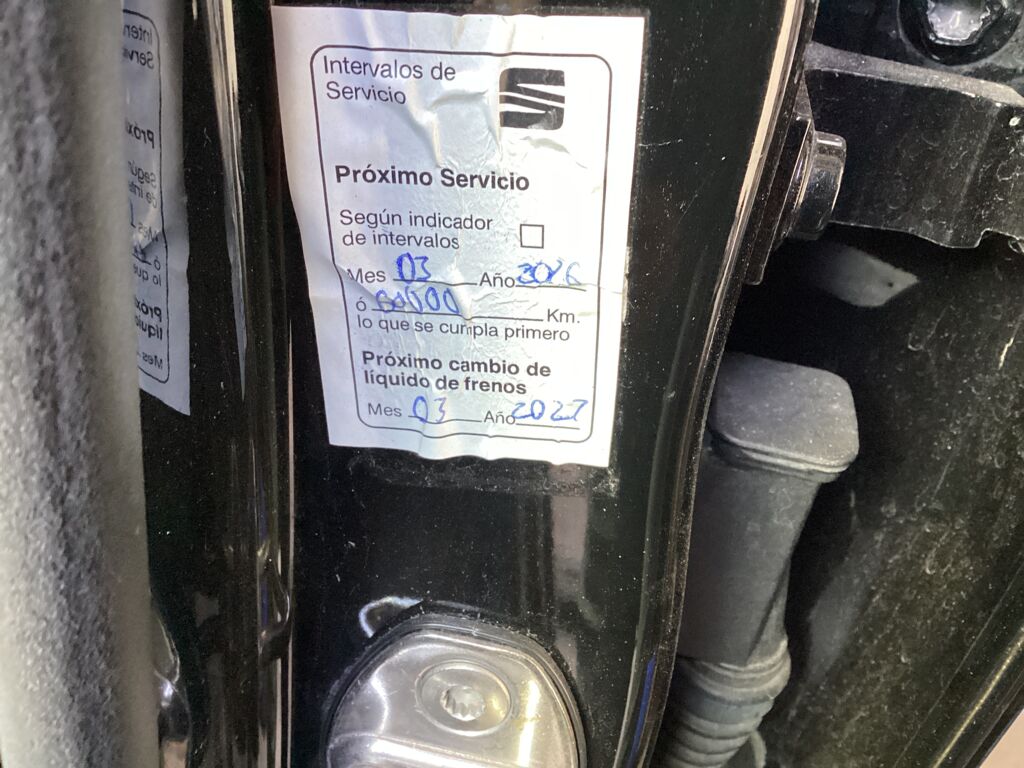 Intervalos de
Servicio
Próximo Servicio
Según indicador
de intervalos
Mes 03 Año 2026
ó 60000 Km.
lo que se cumpla primero
Próximo cambio de
líquido de frenos
Mes 03 Año 2027